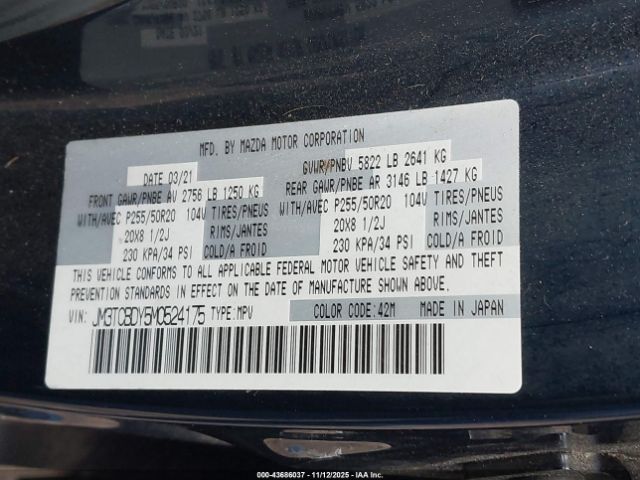 MFD. BY MAZDA MOTOR CORPORATION
DATE 03/21 GVWR/PNBV 5822 LB 2641 KG
FRONT GAWR/PNBE AV 2756 LB 1250 KG REAR GAWR/PNBE AR 3146 LB 1427 KG
WITH/AVEC P255/50R20 104V TIRES/PNEUS WITH/AVEC P255/50R20 104V TIRES/PNEUS
20X8 1/2J RIMS/JANTES 20X8 1/2J RIMS/JANTES
230 KPA/34 PSI COLD/A FROID 230 KPA/34 PSI COLD/A FROID
THIS VEHICLE CONFORMS TO ALL APPLICABLE FEDERAL MOTOR VEHICLE SAFETY AND THEFT
PREVENTION STANDARDS IN EFFECT ON THE DATE OF MANUFACTURE SHOWN ABOVE.
VIN: JM3TCBDY5M0524175 TYPE: MPV COLOR CODE: 42M MADE IN JAPAN
000-43686037 - 11/12/2025 - IAA Inc.